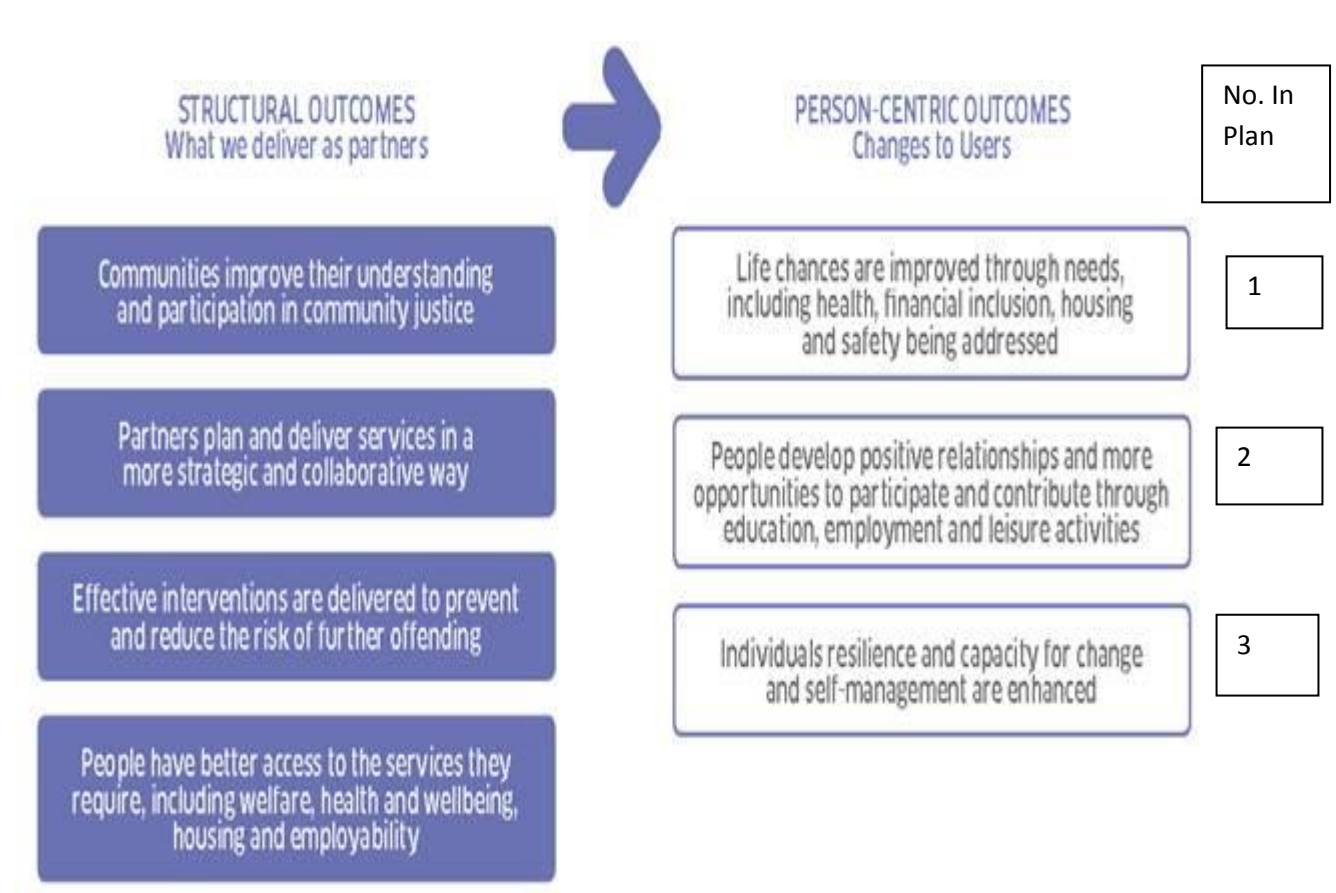 STRUCTURAL OUTCOMES
What we deliver as partners
PERSON-CENTRIC OUTCOMES
Changes to Users
No. In
Plan
Communities improve their understanding
and participation in community justice
Life chances are improved through needs,
including health, financial inclusion, housing
and safety being addressed
1
Partners plan and deliver services in a
more strategic and collaborative way
People develop positive relationships and more
opportunities to participate and contribute through
education, employment and leisure activities
2
Effective interventions are delivered to prevent
and reduce the risk of further offending
Individuals resilience and capacity for change
and self-management are enhanced
3
People have better access to the services they
require, including welfare, health and wellbeing,
housing and employability